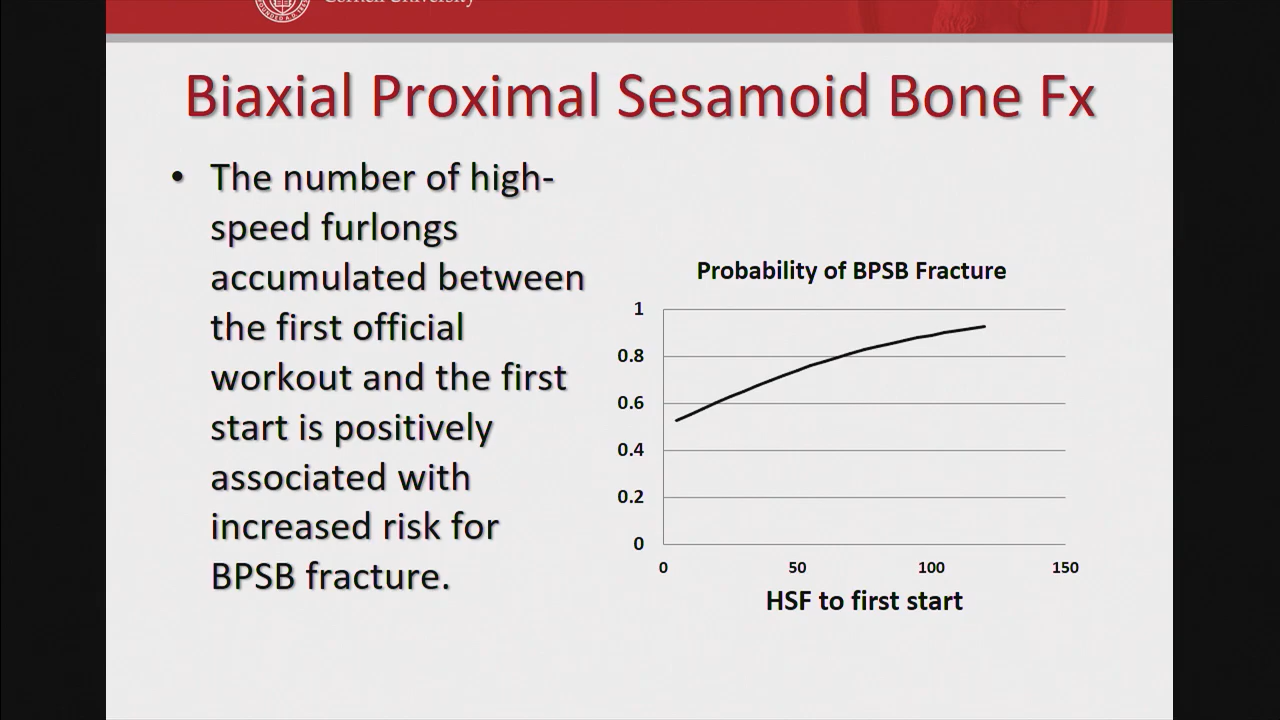 Cornell University
Biaxial Proximal Sesamoid Bone Fx
• The number of high-
speed furlongs
accumulated between
the first official
workout and the first
start is positively
associated with
increased risk for
BPSB fracture.
Probability of BPSB Fracture
1
0.8
0.6
0.4
0.2
0
0 50 100 150
HSF to first start